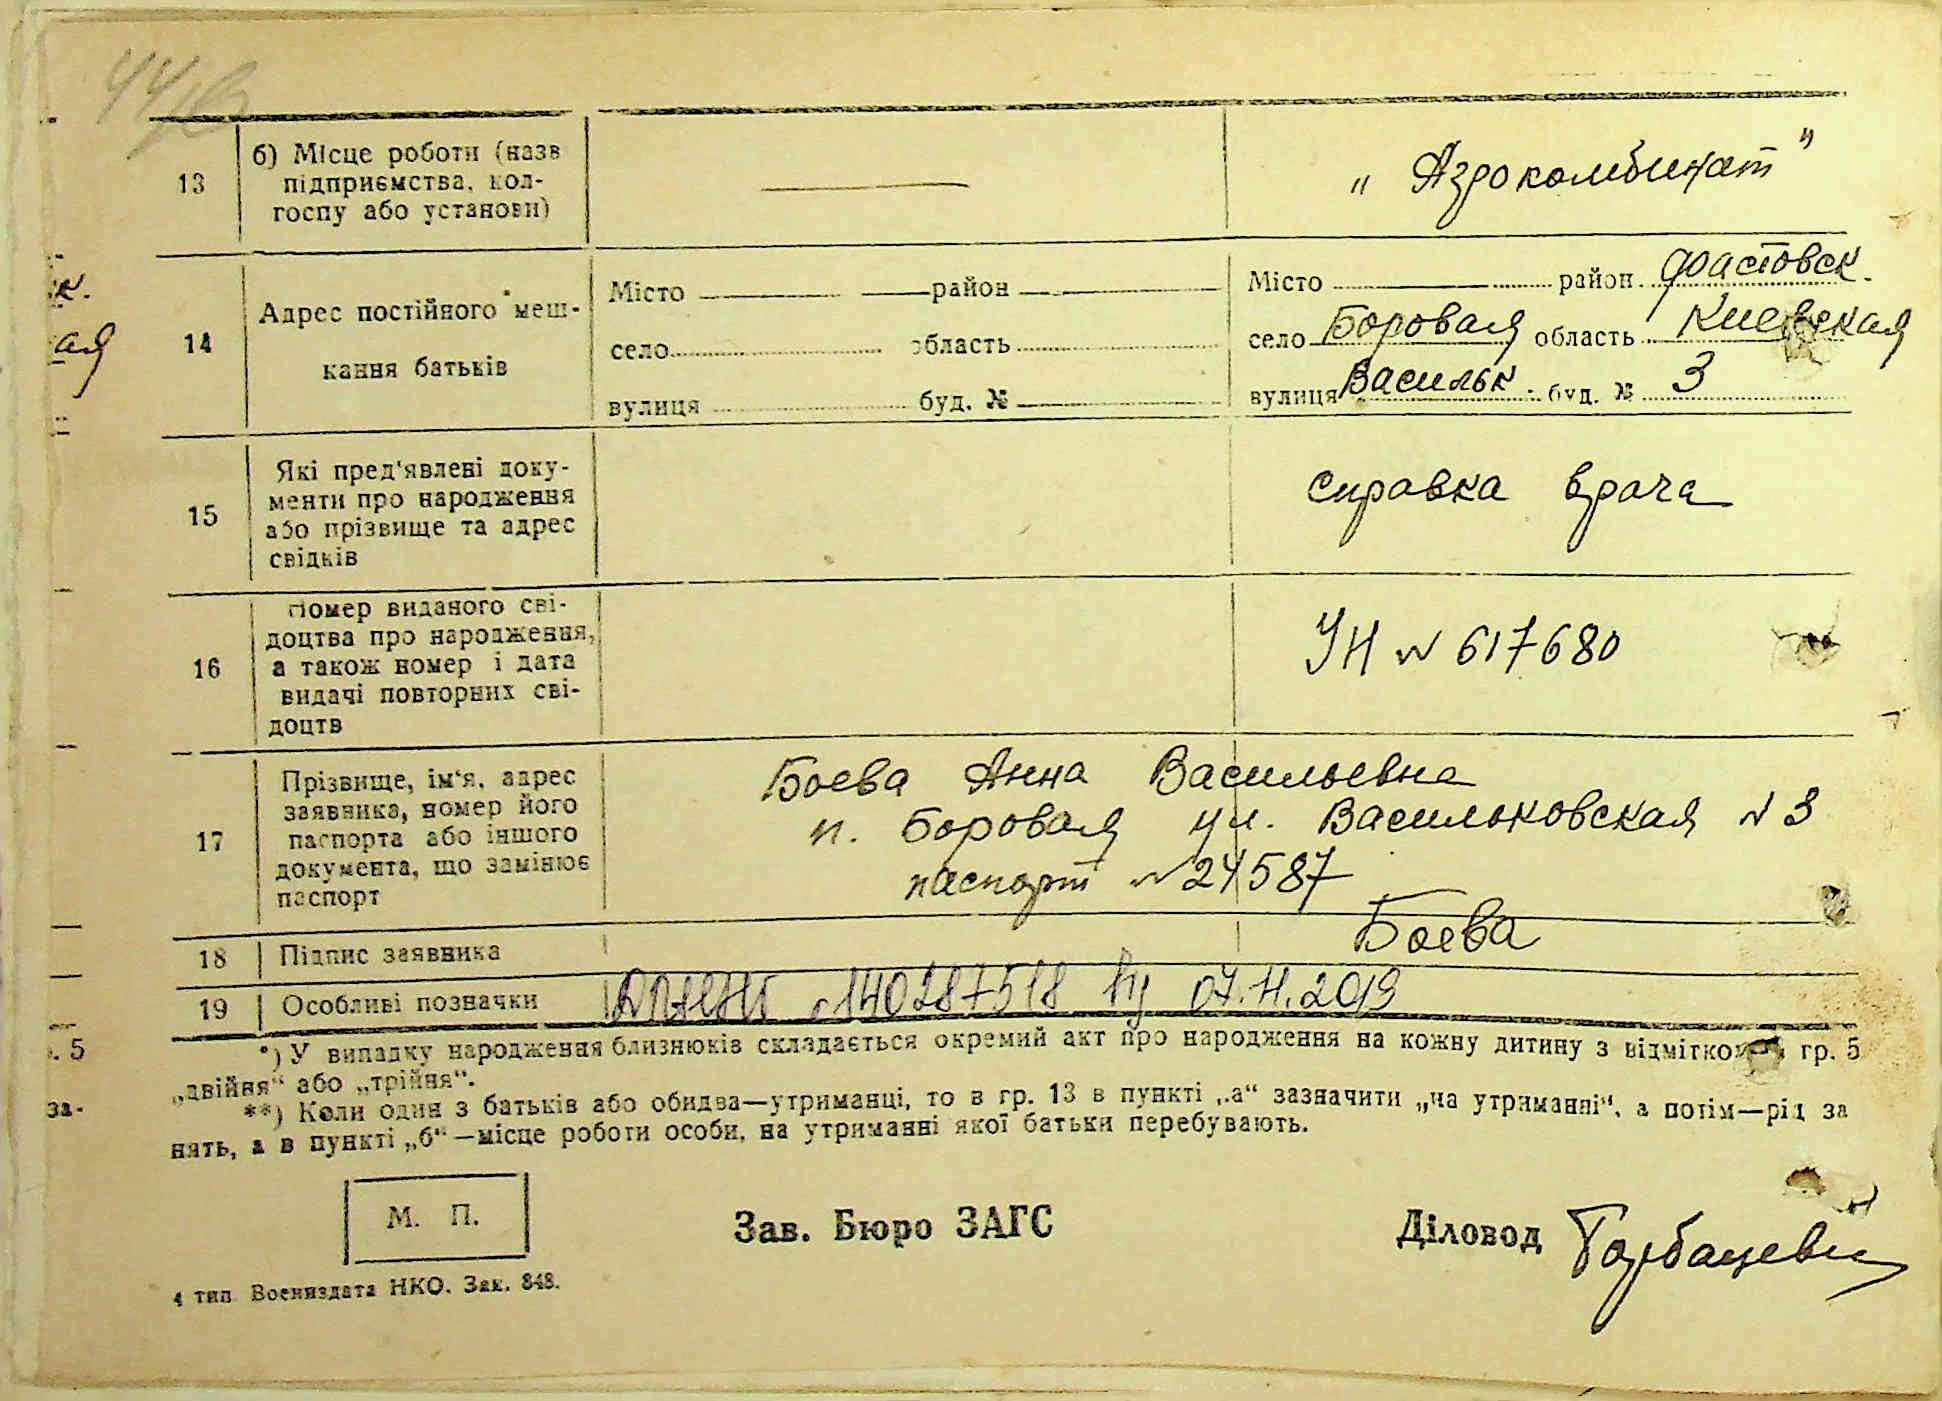 13
б) Місце роботи (назв
підприємства, кол-
госпу або установи)
„ Аэрокомбинат "
14
Адрес постійного меш-
кання батьків
Місто район
село область
вулиця буд. №
Місто район Фастовск.
село Боровая область Киевская
вулиця Васильк. буд. № 3
15
Які пред'явлені доку-
менти про народження
або прізвище та адрес
свідків
справка врача
16
Номер виданого сві-
доцтва про народження,
а також номер і дата
видачі повторних сві-
доцтв
УН № 617680
17
Прізвище, ім'я, адрес
заявника, номер його
паспорта або іншого
документа, що замінює
паспорт
Боева Анна Васильевна
п. Боровая ул. Васильковская № 3
паспорт № 24587
18
Підпис заявника
Боева
19
Особливі позначки
140287518 07.11.2019
*) У випадку народження близнюків складається окремий акт про народження на кожну дитину з відміткою в гр. 5
„двійня“ або „трійня“.
**) Коли один з батьків або обидва—утриманці, то в гр. 13 в пункті „а“ зазначити „на утриманні“, а потім—рід за
нять, а в пункті „б“—місце роботи особи, на утриманні якої батьки перебувають.
М. П.
Зав. Бюро ЗАГС
Діловод
4 тип Воениздата НКО. Зак. 848.
к.
ая
. 5
за-